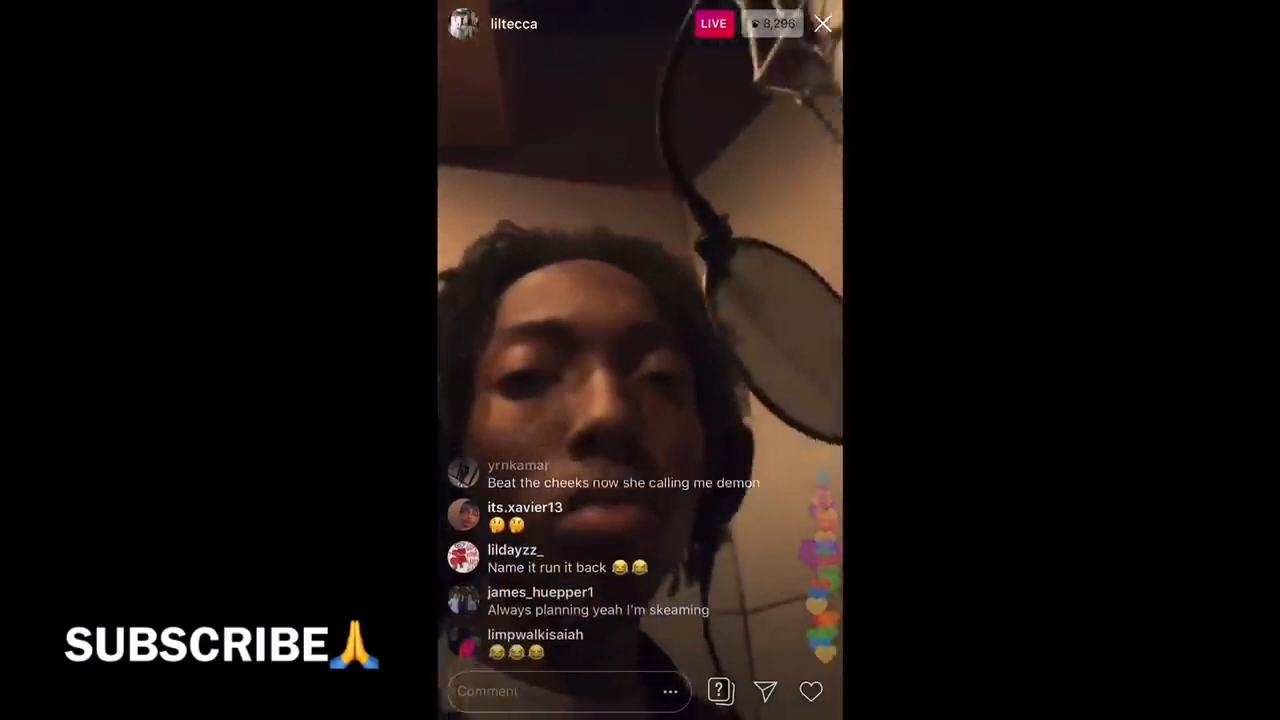 liltecca
LIVE
8,296
yrnkamar
Beat the cheeks now she calling me demon
its.xavier13
🤔🤔
lildayzz_
Name it run it back 😂😂
james_huepper1
Always planning yeah I'm skeaming
limpwalkisaiah
😂😂😂
SUBSCRIBE🙏
Comment